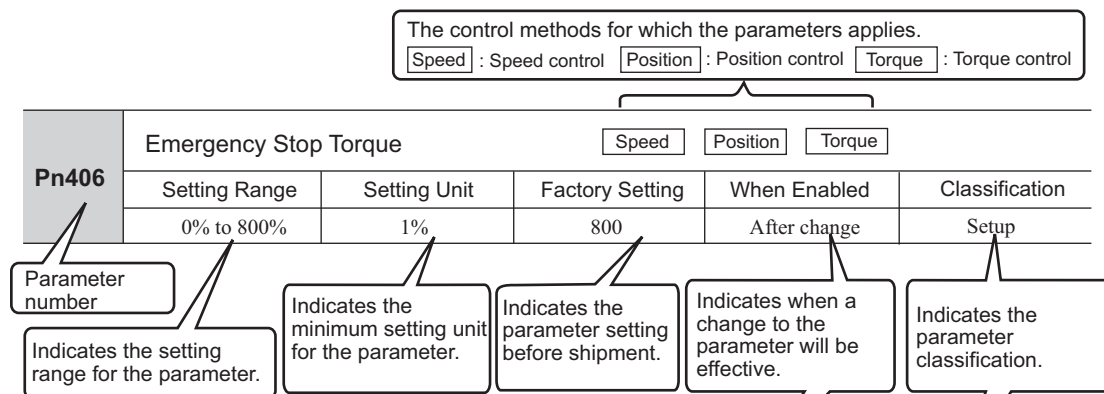 The control methods for which the parameters applies.
Speed : Speed control Position : Position control Torque : Torque control
Pn406
Emergency Stop Torque Speed Position Torque
Setting Range Setting Unit Factory Setting When Enabled Classification
0% to 800% 1% 800 After change Setup
Parameter
number
Indicates the setting
range for the parameter.
Indicates the
minimum setting unit
for the parameter.
Indicates the
parameter setting
before shipment.
Indicates when a
change to the
parameter will be
effective.
Indicates the
parameter
classification.